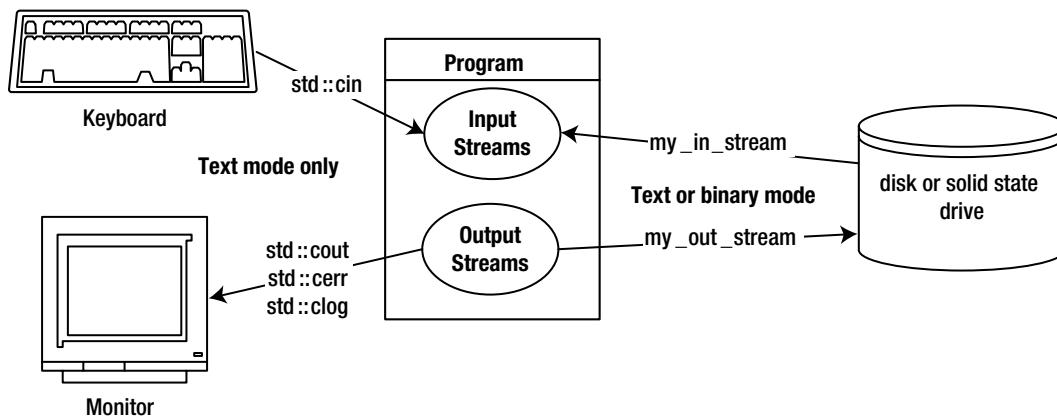 Program
std::cin
Keyboard
Input
Streams
my_in_stream
Text mode only
disk or solid state
drive
Text or binary mode
std::cout
std::cerr
std::clog
Output
Streams
my_out_stream
Monitor